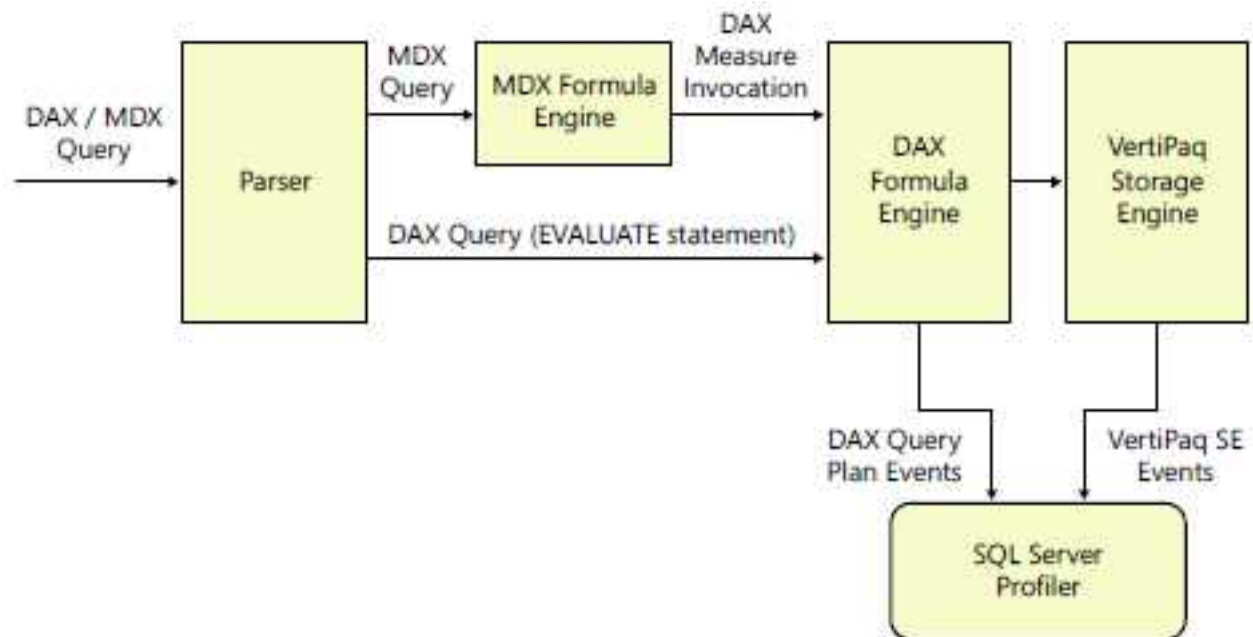 DAX / MDX
Query
Parser
MDX
Query
MDX Formula
Engine
DAX
Measure
Invocation
DAX Query (EVALUATE statement)
DAX
Formula
Engine
VertiPaq
Storage
Engine
DAX Query
Plan Events
VertiPaq SE
Events
SQL Server
Profiler